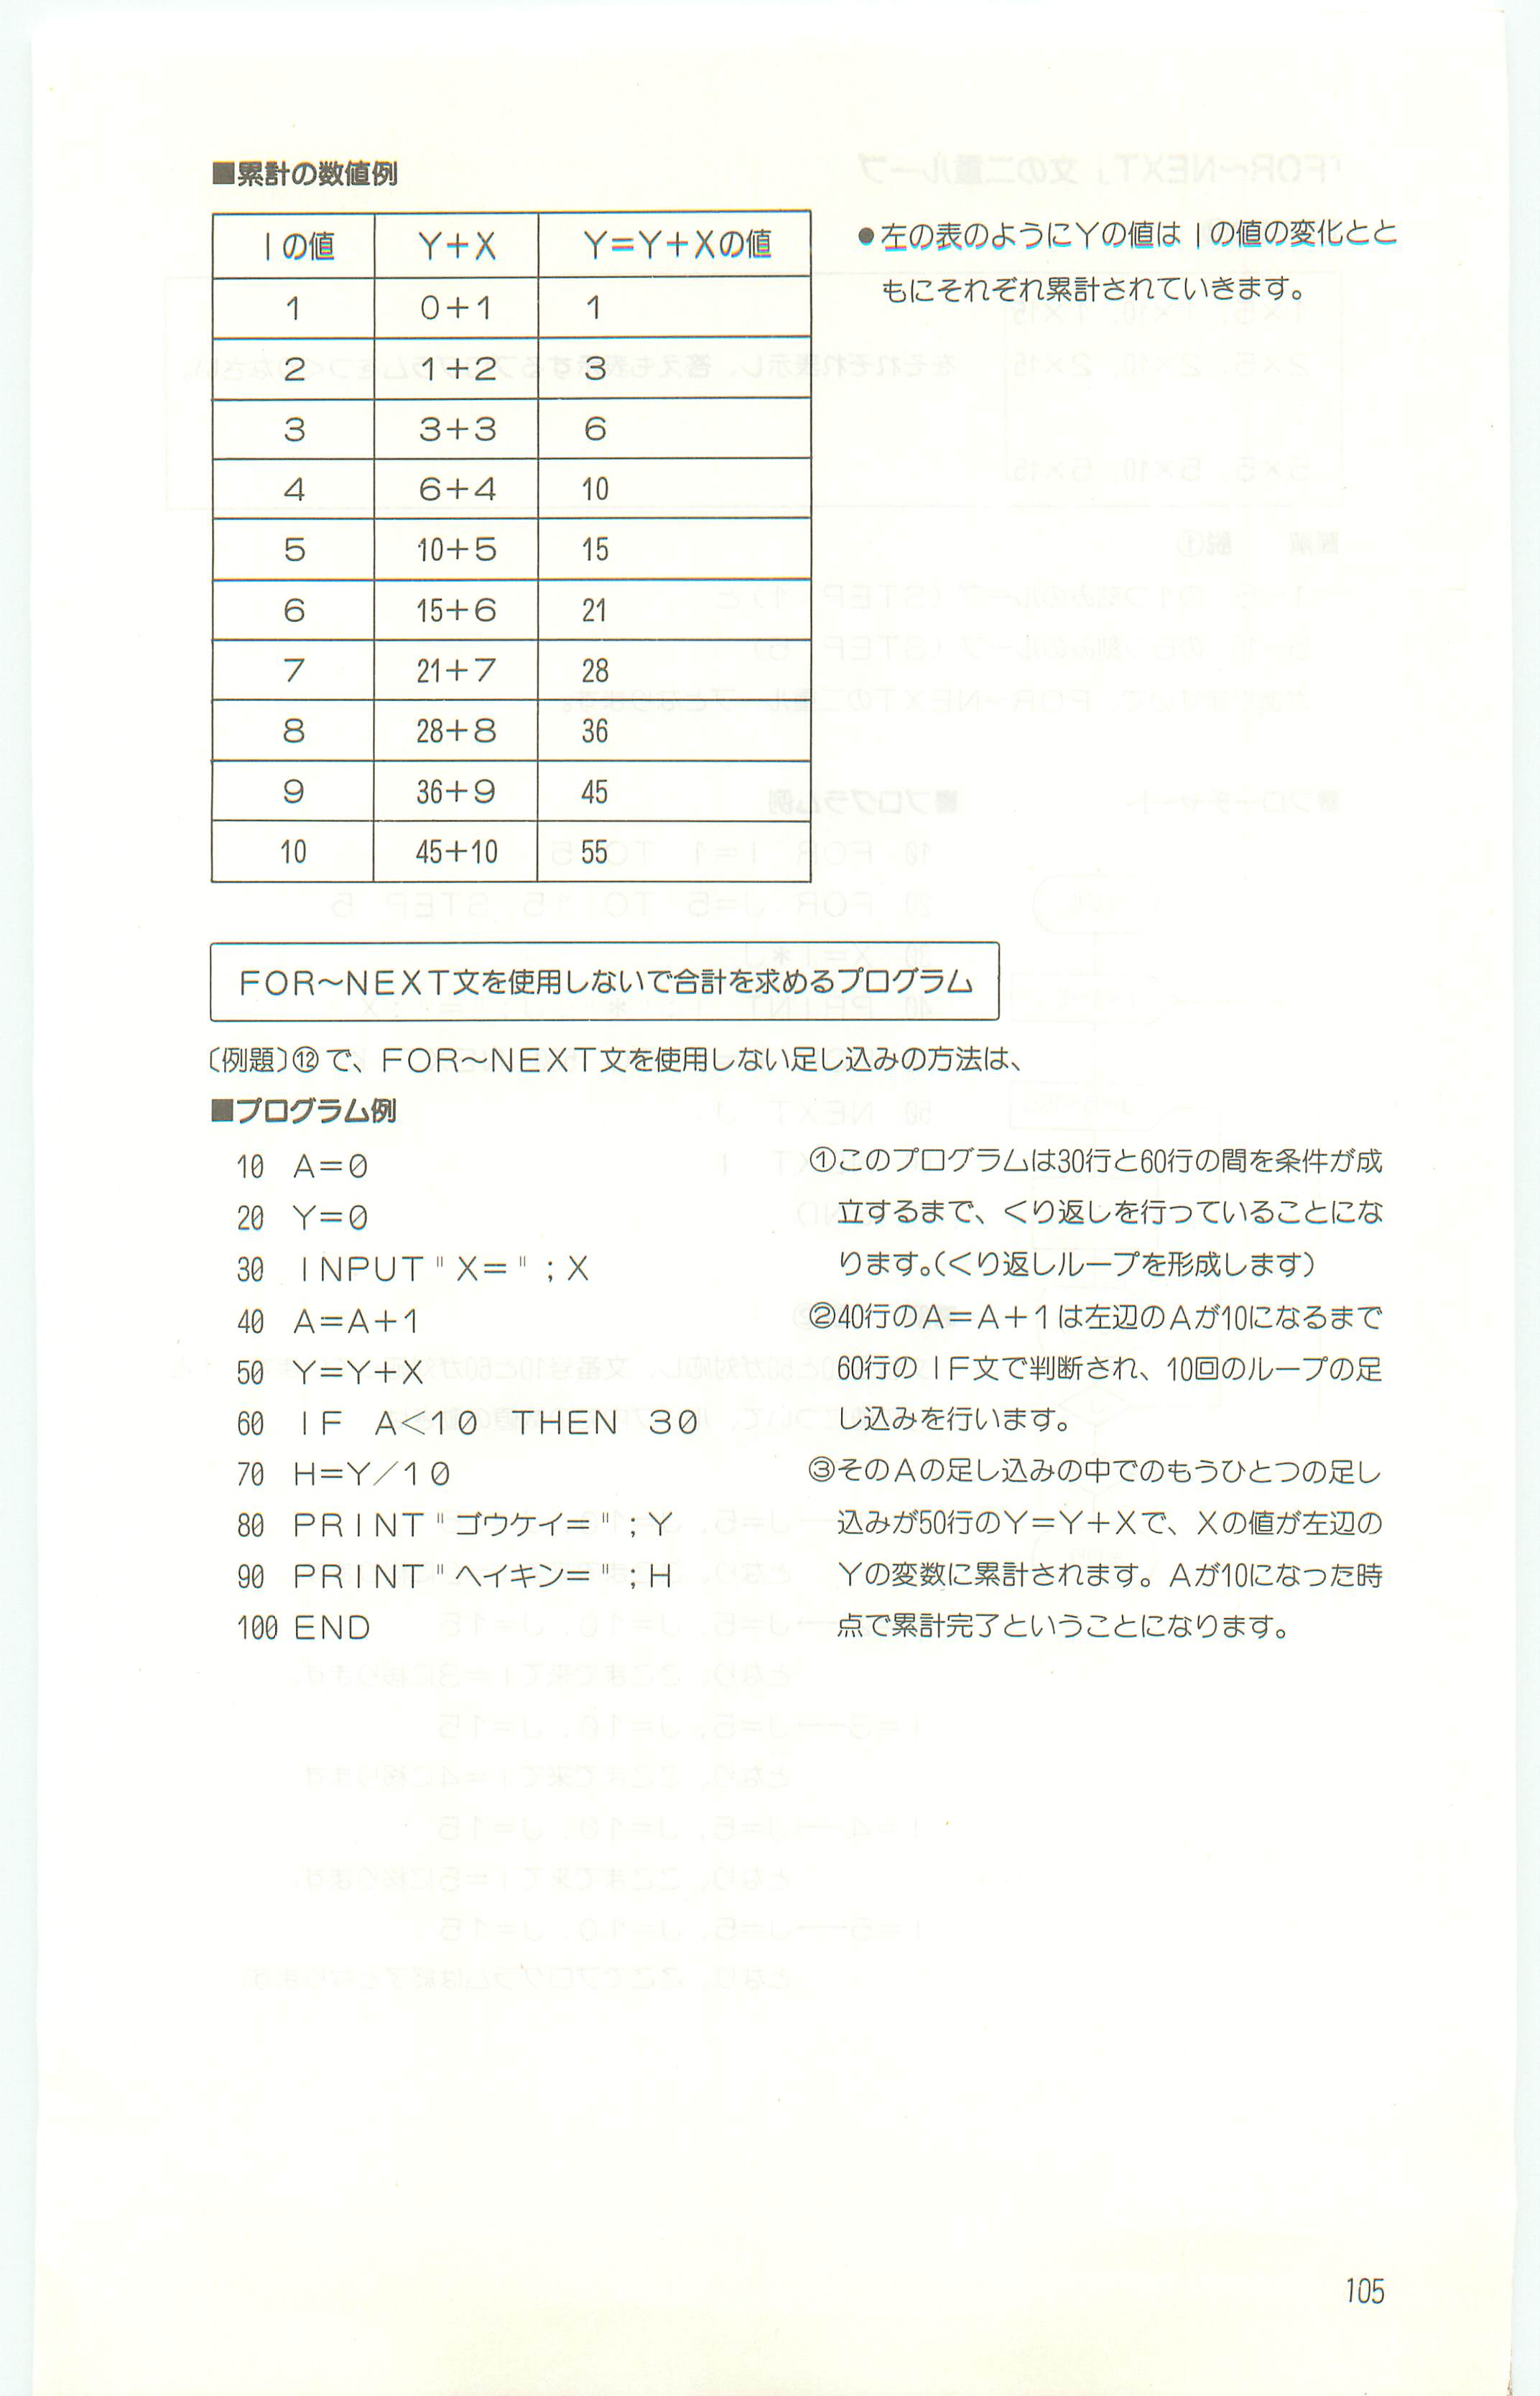 ■累計の数値例
Iの値 Y+X Y=Y+Xの値
1 0+1 1
2 1+2 3
3 3+3 6
4 6+4 10
5 10+5 15
6 15+6 21
7 21+7 28
8 28+8 36
9 36+9 45
10 45+10 55
●左の表のようにYの値はIの値の変化とと
もにそれぞれ累計されていきます。
FOR〜NEXT文を使用しないで合計を求めるプログラム
〔例題〕⑫で、FOR〜NEXT文を使用しない足し込みの方法は、
■プログラム例
10 A=0
20 Y=0
30 INPUT"X=";X
40 A=A+1
50 Y=Y+X
60 IF A<10 THEN 30
70 H=Y/10
80 PRINT"ゴウケイ=";Y
90 PRINT"ヘイキン=";H
100 END
①このプログラムは30行と60行の間を条件が成
立するまで、くり返しを行っていることにな
ります。(くり返しループを形成します)
②40行のA=A+1は左辺のAが10になるまで
60行のIF文で判断され、10回のループの足
し込みを行います。
③そのAの足し込みの中でのもうひとつの足し
込みが50行のY=Y+Xで、Xの値が左辺の
Yの変数に累計されます。Aが10になった時
点で累計完了ということになります。
105